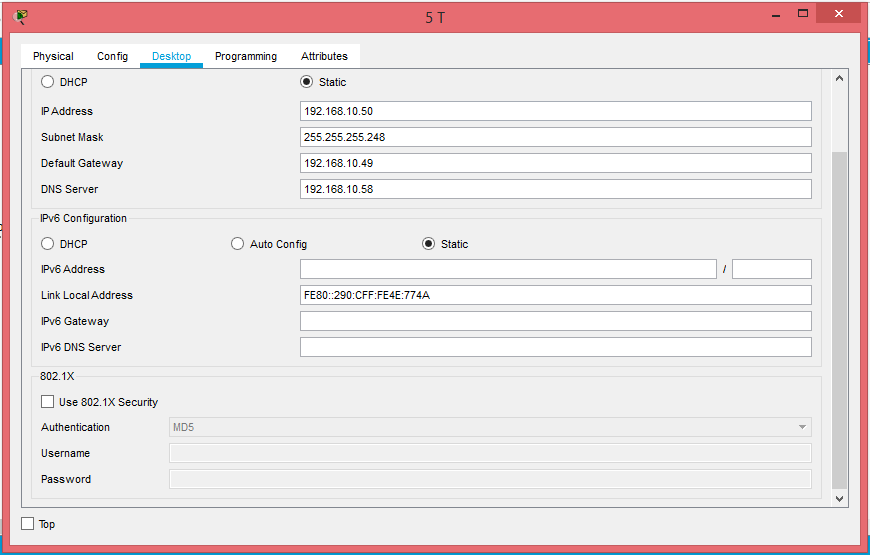 5 T
Physical Config Desktop Programming Attributes
DHCP Static
IP Address 192.168.10.50
Subnet Mask 255.255.255.248
Default Gateway 192.168.10.49
DNS Server 192.168.10.58
IPv6 Configuration
DHCP Auto Config Static
IPv6 Address /
Link Local Address FE80::290:CFF:FE4E:774A
IPv6 Gateway
IPv6 DNS Server
802.1X
Use 802.1X Security
Authentication MD5
Username
Password
Top